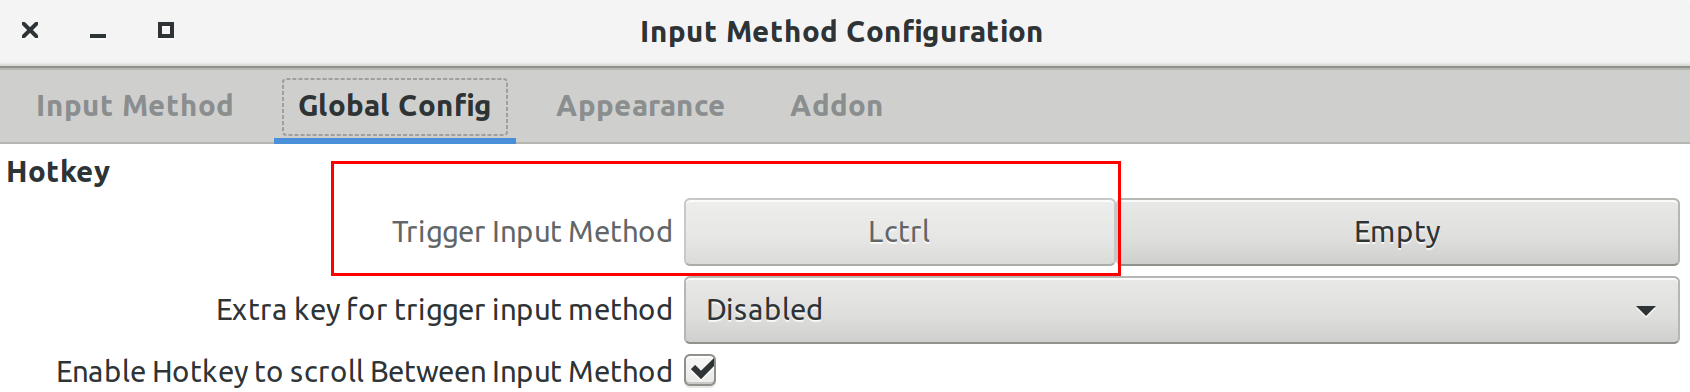 Input Method Configuration
Input Method Global Config Appearance Addon
Hotkey
Trigger Input Method Lctrl Empty
Extra key for trigger input method Disabled
Enable Hotkey to scroll Between Input Method